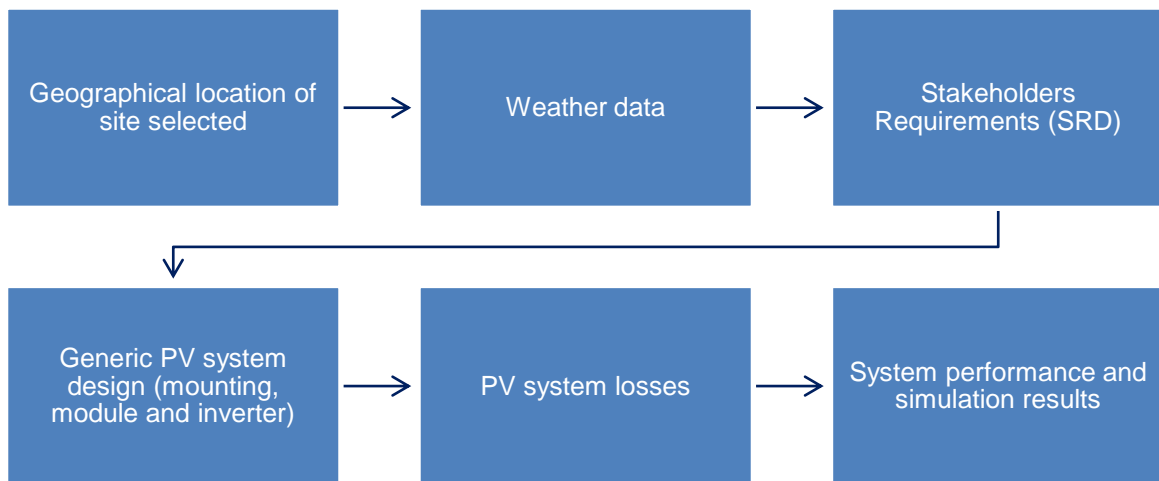 Geographical location of
site selected
Weather data
Stakeholders
Requirements (SRD)
Generic PV system
design (mounting,
module and inverter)
PV system losses
System performance and
simulation results